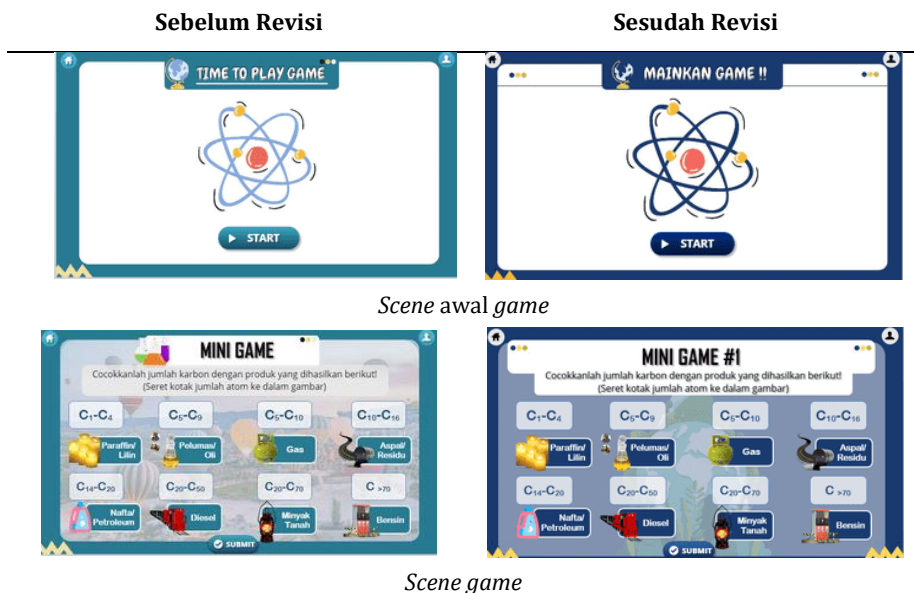 Sebelum Revisi
Sesudah Revisi
TIME TO PLAY GAME
START
MAINKAN GAME !!
START
Scene awal game
MINI GAME
Cocokkanlah jumlah karbon dengan produk yang dihasilkan berikut!
(Seret kotak jumlah atom ke dalam gambar)
C₁-C₄ C₅-C₉ C₅-C₁₀ C₁₀-C₁₆
Paraffin/
Lilin
Pelumas/
Oli
Gas
Aspal/
Residu
C₁₄-C₂₀ C₂₀-C₅₀ C₂₀-C₇₀ C >₇₀
Nafta/
Petroleum
Diesel
Minyak
Tanah
Bensin
SUBMIT
MINI GAME #1
Cocokkanlah jumlah karbon dengan produk yang dihasilkan berikut!
(Seret kotak jumlah atom ke dalam gambar)
C₁-C₄ C₅-C₉ C₅-C₁₀ C₁₀-C₁₆
Paraffin/
Lilin
Pelumas/
Oli
Gas
Aspal/
Residu
C₁₄-C₂₀ C₂₀-C₅₀ C₂₀-C₇₀ C >₇₀
Nafta/
Petroleum
Diesel
Minyak
Tanah
Bensin
SUBMIT
Scene game